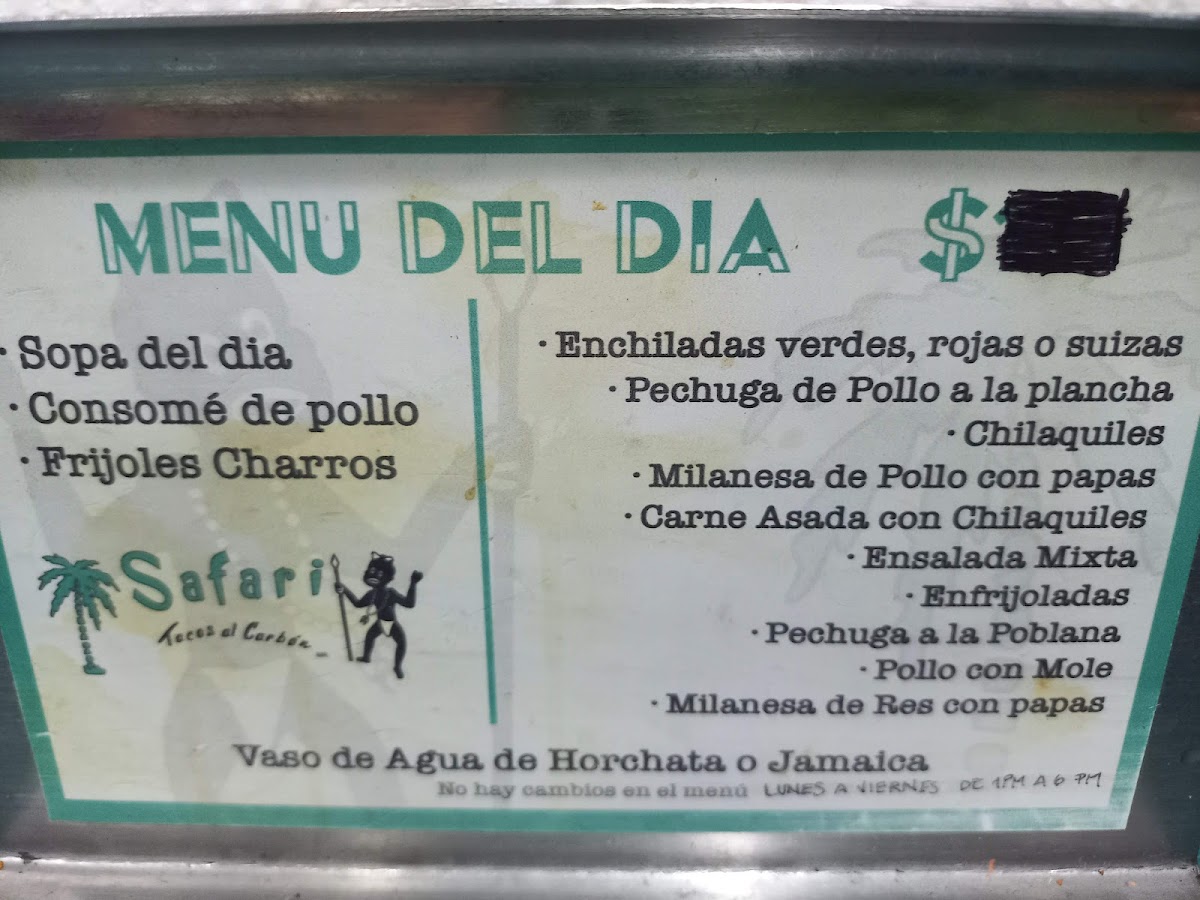 MENU DEL DIA $
· Sopa del dia
· Consomé de pollo
· Frijoles Charros
Safari
Tacos al Carbón
· Enchiladas verdes, rojas o suizas
· Pechuga de Pollo a la plancha
· Chilaquiles
· Milanesa de Pollo con papas
· Carne Asada con Chilaquiles
· Ensalada Mixta
· Enfrijoladas
· Pechuga a la Poblana
· Pollo con Mole
· Milanesa de Res con papas
Vaso de Agua de Horchata o Jamaica
No hay cambios en el menú LUNES A VIERNES DE 1PM A 6 PM